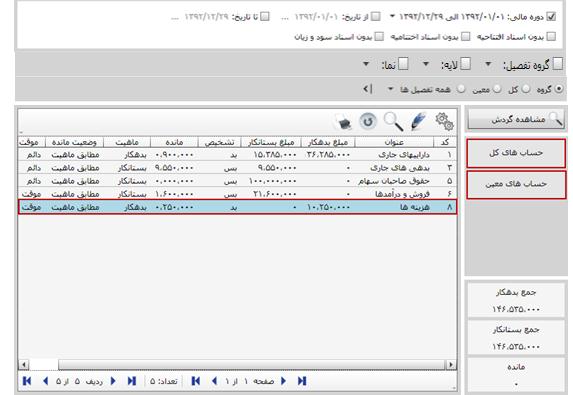 دوره مالی: ۱۳۹۲/۰۱/۰۱ الی ۱۳۹۲/۱۲/۲۹ از تاریخ: ۱۳۹۲/۰۱/۰۱ ... تا تاریخ: ۱۳۹۲/۱۲/۲۹ ...
بدون اسناد افتتاحیه بدون اسناد اختتامیه بدون اسناد سود و زیان
گروه تفصیل: لایه: نما:
گروه کل معین همه تفصیل ها
مشاهده گردش
حساب های کل
حساب های معین
کد عنوان مبلغ بدهکار مبلغ بستانکار تشخیص مانده ماهیت وضعیت مانده موقت
۱ داراییهای جاری ۳۶.۲۸۵.۰۰۰ ۱۵.۳۸۵.۰۰۰ بد ۰.۹۰۰.۰۰۰ بدهکار مطابق ماهیت دائم
۳ بدهی های جاری ۰ ۹.۵۵۰.۰۰۰ بس ۹.۵۵۰.۰۰۰ بستانکار مطابق ماهیت دائم
۵ حقوق صاحبان سهام ۰ ۱۰۰.۰۰۰.۰۰۰ بس ۰.۰۰۰.۰۰۰ بستانکار مطابق ماهیت دائم
۶ فروش و درآمدها ۰ ۲۱.۶۰۰.۰۰۰ بس ۱.۶۰۰.۰۰۰ بستانکار مطابق ماهیت موقت
۸ هزینه ها ۱۰.۲۵۰.۰۰۰ ۰ بد ۰.۲۵۰.۰۰۰ بدهکار مطابق ماهیت موقت
جمع بدهکار
۱۴۶.۵۳۵.۰۰۰
جمع بستانکار
۱۴۶.۵۳۵.۰۰۰
مانده
۰
صفحه ۱ از ۱ تعداد: ۵ ردیف ۵ از ۵